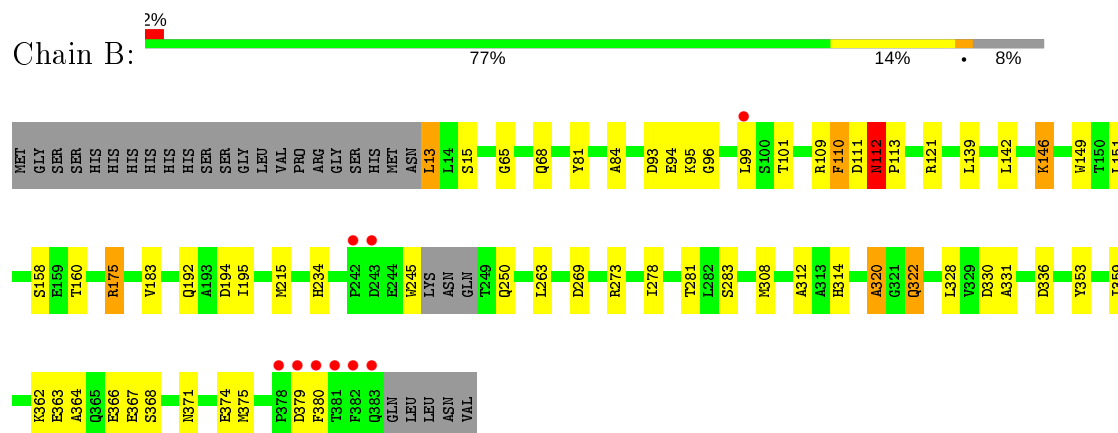 2%
Chain B:
77% 14% • 8%
MET GLY SER SER HIS HIS HIS HIS HIS HIS SER SER GLY LEU VAL PRO ARG GLY SER HIS MET ASN L13 L14 S15 G65 Q68 Y81 A84 D93 E94 K95 G96 L99 S100 T101 R109 F110 D111 N112 P113 R121 L139 L142 K146 W149 T150 L151
S158 E159 T160 R175 V183 Q192 A193 D194 I195 M215 H234 P242 D243 E244 W245 LYS ASN GLN T249 Q250 L263 D269 R273 I278 T281 L282 S283 M308 A312 A313 H314 A320 G321 Q322 L328 V329 D330 A331 D336 Y353 I359
K362 E363 A364 Q365 E366 E367 S368 N371 E374 M375 P378 D379 F380 T381 F382 Q383 GLN LEU LEU ASN VAL